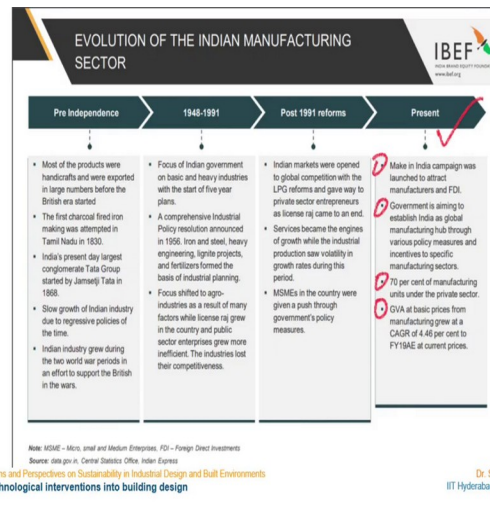 EVOLUTION OF THE INDIAN MANUFACTURING
SECTOR
IBEF
INDIA BRAND EQUITY
www.ibef.org
Pre Independence
1948-1991
Post 1991 reforms
Present
• Most of the products were
handicrafts and were exported
in large numbers before the
British era started
• The first charcoal fired iron
making was attempted in
Tamil Nadu in 1830.
• India's present day largest
conglomerate Tata Group
started by Jamsetji Tata in
1868.
• Slow growth of Indian industry
due to regressive policies of
the time.
• Indian industry grew during
the two world war periods in
an effort to support the British
in the wars.
• Focus of Indian government
on basic and heavy industries
with the start of five year
plans.
• A comprehensive Industrial
Policy resolution announced
in 1956. Iron and steel, heavy
engineering, lignite projects,
and fertilizers formed the
basis of industrial planning.
• Focus shifted to agro-
industries as a result of many
factors while license raj grew
in the country and public
sector enterprises grew more
inefficient. The industries lost
their competitiveness.
• Indian markets were opened
to global competition with the
LPG reforms and gave way to
private sector entrepreneurs
as license raj came to an end.
• Services became the engines
of growth while the industrial
production saw volatility in
growth rates during this
period.
• MSMEs in the country were
given a push through
government's policy
measures.
• Make in India campaign was
launched to attract
manufacturers and FDI.
• Government is aiming to
establish India as global
manufacturing hub through
various policy measures and
incentives to specific
manufacturing sectors.
• 70 per cent of manufacturing
units under the private sector.
• GVA at basic prices from
manufacturing grew at a
CAGR of 4.46 per cent to
FY19AE at current prices.
Note: MSME – Micro, small and Medium Enterprises, FDI – Foreign Direct Investments
Source: data.gov.in, Central Statistics Office, Indian Express
ns and Perspectives on Sustainability in Industrial Design and Built Environments
hnological interventions into building design
Dr. S
IIT Hyderaba